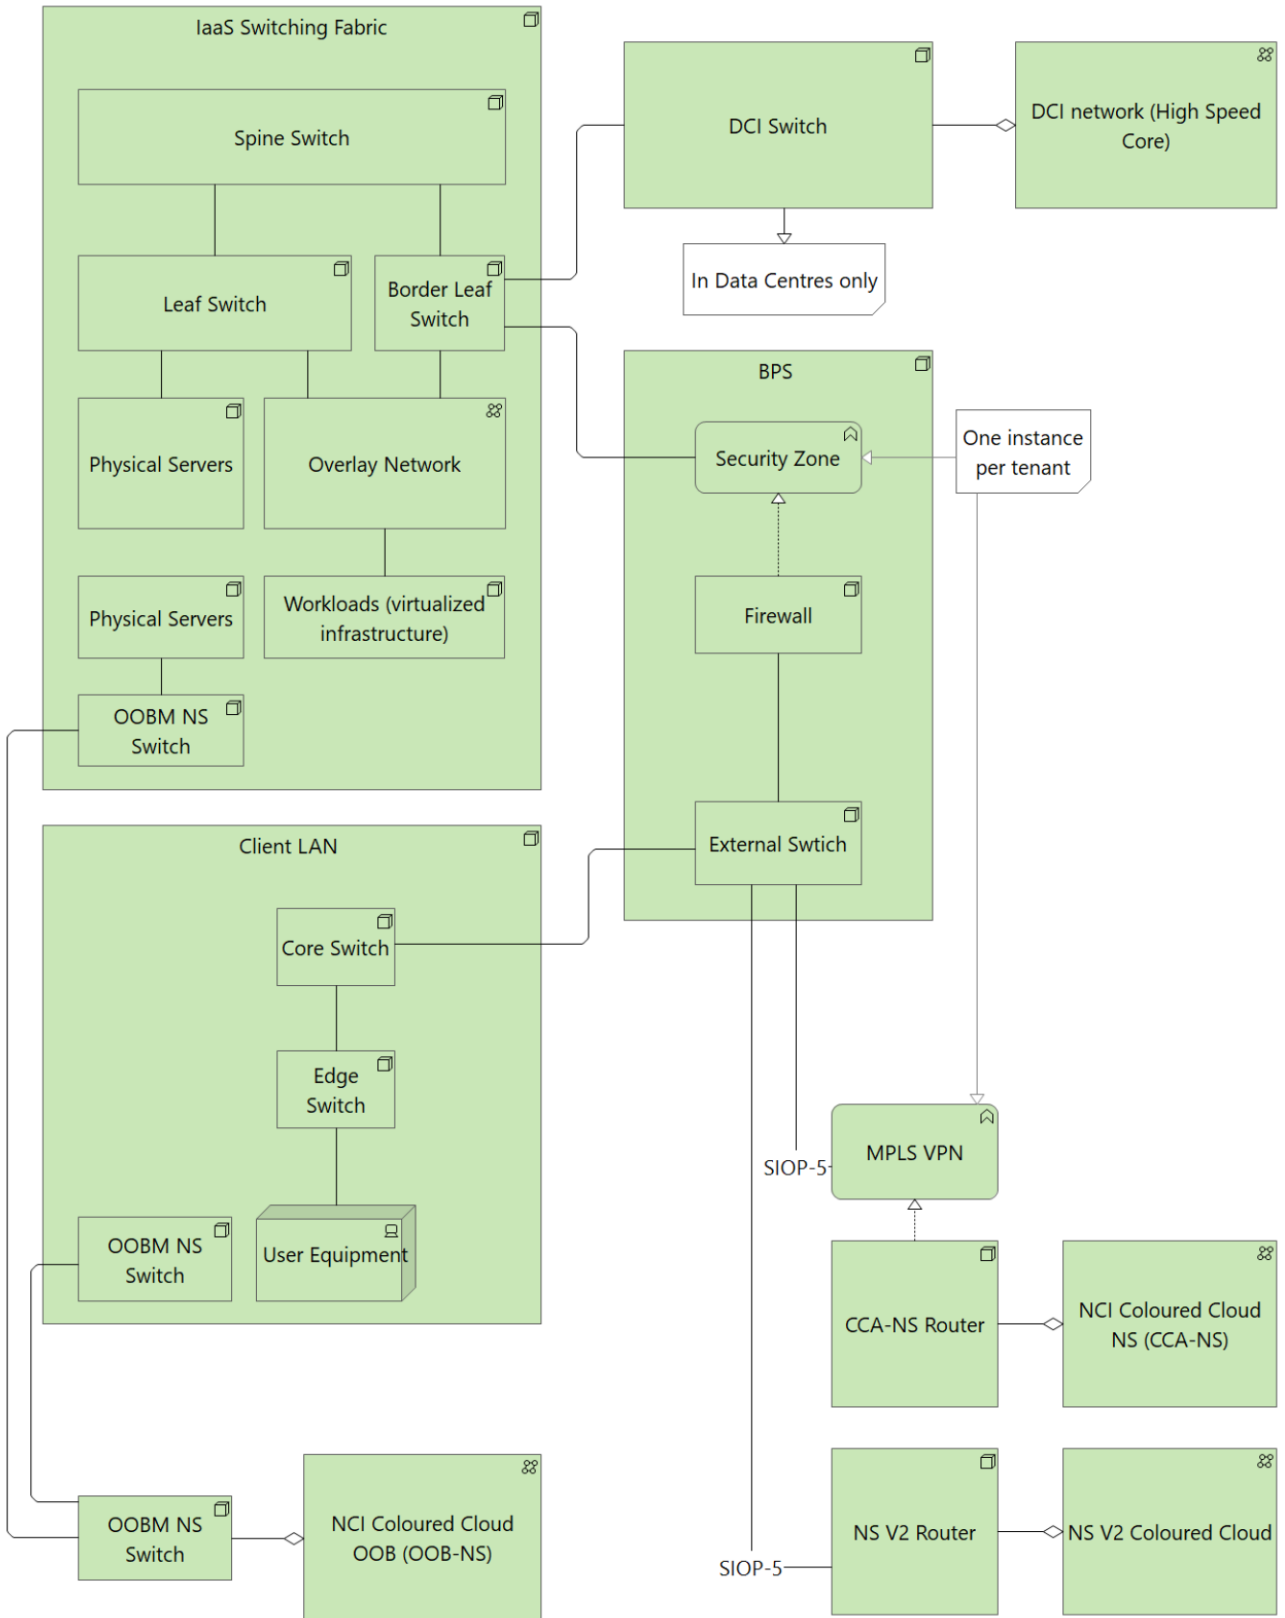 IaaS Switching Fabric
Spine Switch
Leaf Switch
Border Leaf
Switch
Physical Servers
Overlay Network
Physical Servers
Workloads (virtualized
infrastructure)
OOBM NS
Switch
DCI Switch
DCI network (High Speed
Core)
In Data Centres only
BPS
Security Zone
One instance
per tenant
Firewall
External Swtich
Client LAN
Core Switch
Edge
Switch
User Equipment
OOBM NS
Switch
SIOP-5
MPLS VPN
CCA-NS Router
NCI Coloured Cloud
NS (CCA-NS)
OOBM NS
Switch
NCI Coloured Cloud
OOB (OOB-NS)
SIOP-5
NS V2 Router
NS V2 Coloured Cloud